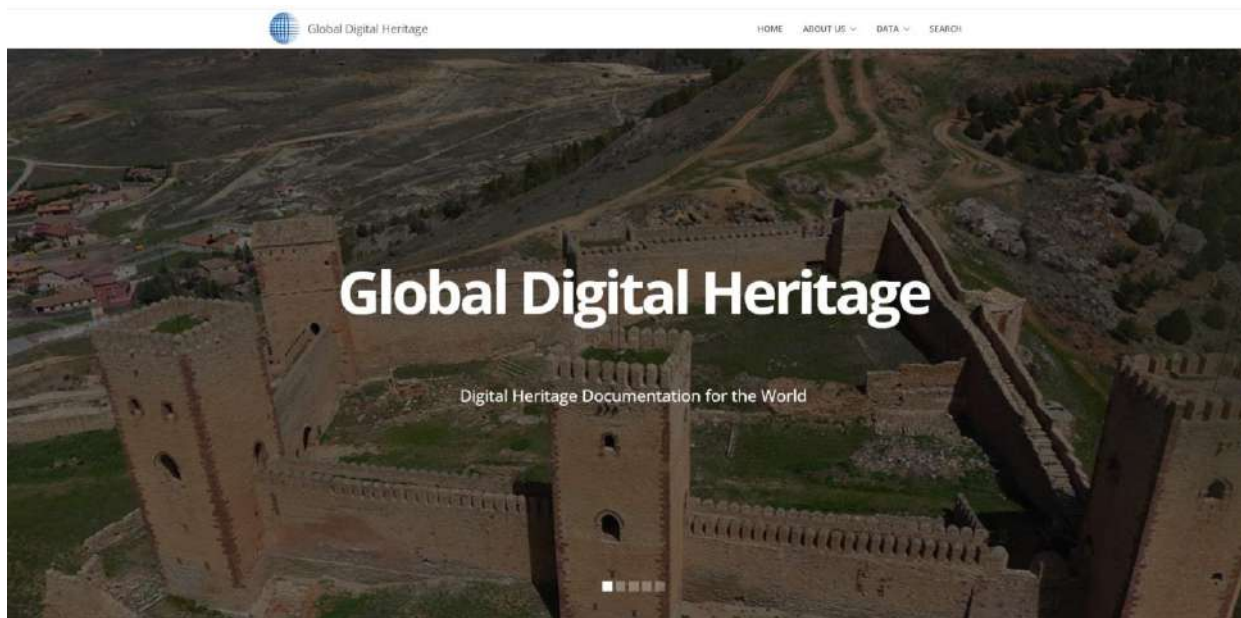 Global Digital Heritage
HOME ABOUT US DATA SEARCH
Global Digital Heritage
Digital Heritage Documentation for the World